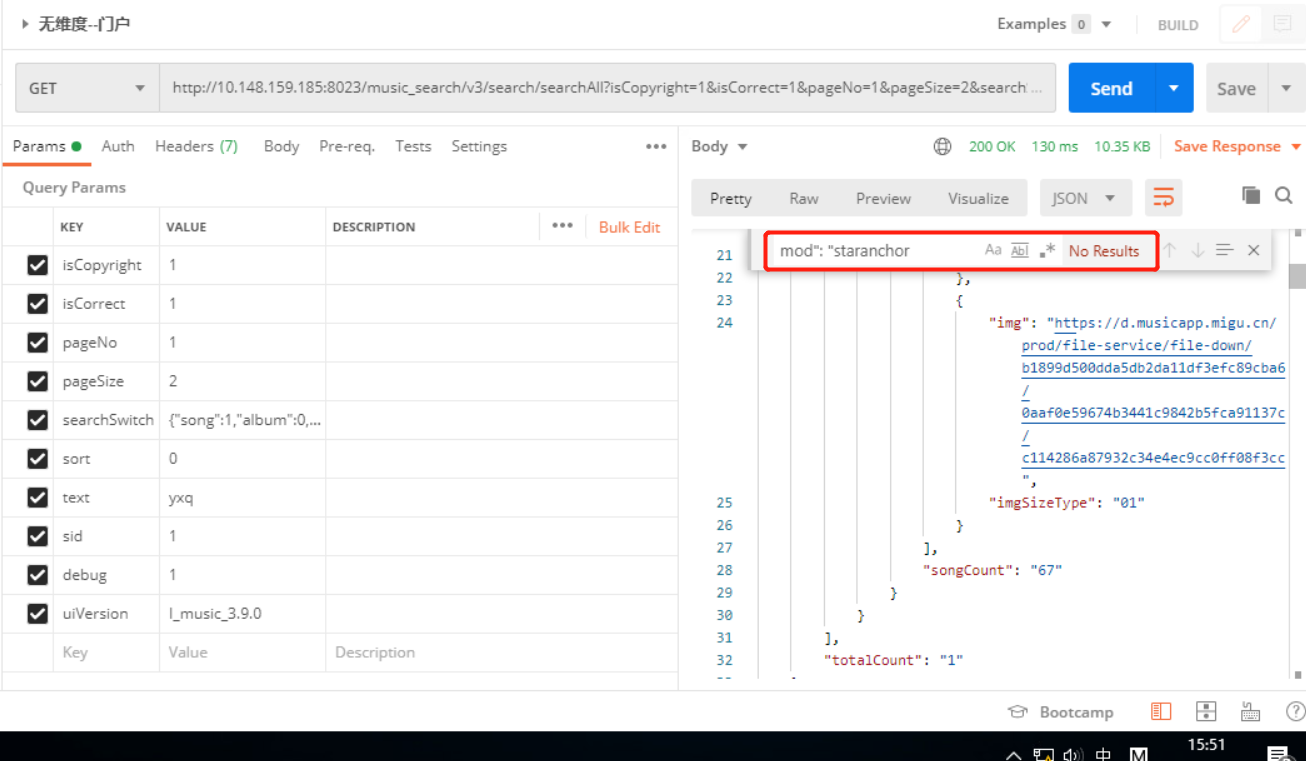 无维度--门户
Examples 0
BUILD
GET
http://10.148.159.185:8023/music_search/v3/search/searchAll?isCopyright=1&isCorrect=1&pageNo=1&pageSize=2&search ...
Send
Save
Params Auth Headers (7) Body Pre-req. Tests Settings
Query Params
KEY VALUE DESCRIPTION ••• Bulk Edit
isCopyright 1
isCorrect 1
pageNo 1
pageSize 2
searchSwitch {"song":1,"album":0,...
sort 0
text yxq
sid 1
debug 1
uiVersion I_music_3.9.0
Key Value Description
Body 200 OK 130 ms 10.35 KB Save Response
Pretty Raw Preview Visualize JSON
mod": "staranchor Aa Abl .* No Results
21
22 },
23 {
24 "img": "https://d.musicapp.migu.cn/
prod/file-service/file-down/
b1899d500dda5db2da11df3efc89cba6
/
0aaf0e59674b3441c9842b5fca91137c
/
c114286a87932c34e4ec9cc0ff08f3cc
",
25 "imgSizeType": "01"
26 }
27 ],
28 "songCount": "67"
29 }
30 }
31 ],
32 "totalCount": "1"
Bootcamp
中 M 15:51